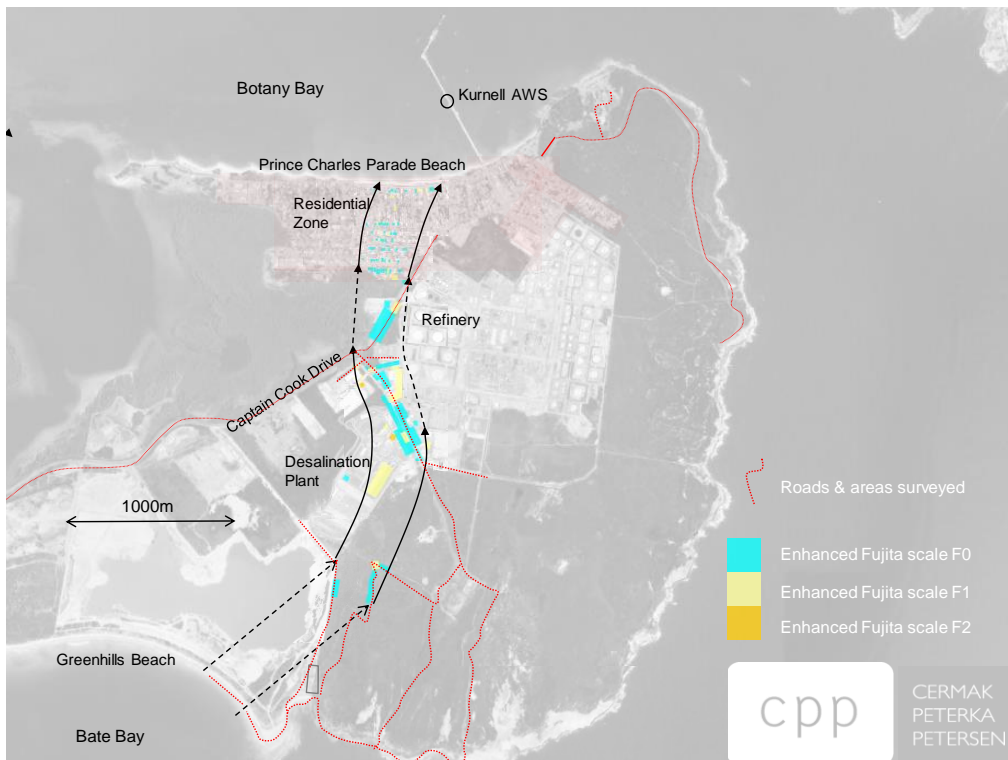 Botany Bay
Kurnell AWS
Prince Charles Parade Beach
Residential
Zone
Refinery
Captain Cook Drive
Desalination
Plant
1000m
Roads & areas surveyed
Enhanced Fujita scale F0
Enhanced Fujita scale F1
Enhanced Fujita scale F2
Greenhills Beach
Bate Bay
cpp
CERMAK
PETERKA
PETERSEN